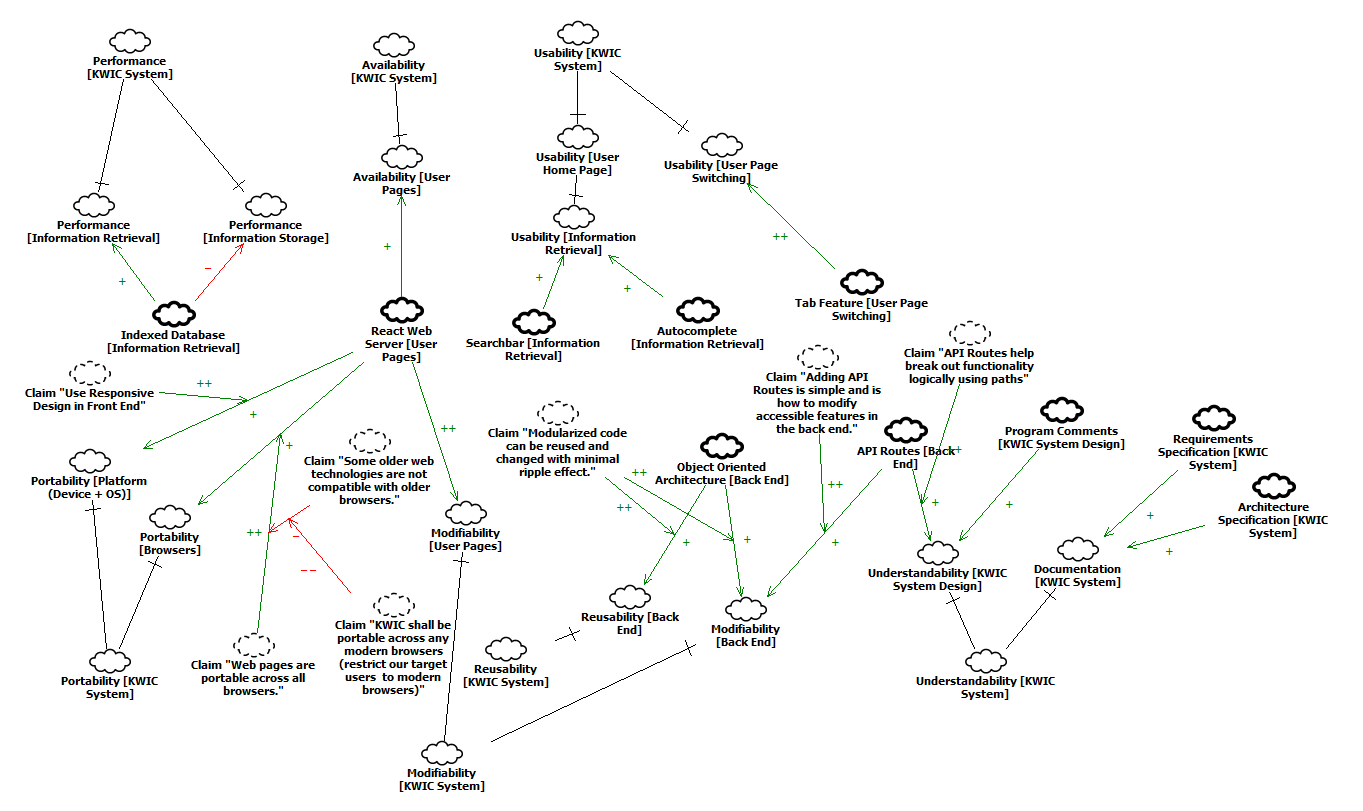 Performance
[KWIC System]
Availability
[KWIC System]
Usability [KWIC
System]
Usability [User
Home Page]
Usability [User Page
Switching]
Availability [User
Pages]
Performance
[Information Retrieval]
Performance
[Information Storage]
Usability [Information
Retrieval]
+
++
+
−
+
+
+
Indexed Database
[Information Retrieval]
React Web
Server [User
Pages]
Searchbar [Information
Retrieval]
Autocomplete
[Information Retrieval]
Tab Feature [User Page
Switching]
Claim "Use Responsive
Design in Front End"
++
+
Claim "Adding API
Routes is simple and is
how to modify
accessible features in
the back end."
Claim "API Routes help
break out functionality
logically using paths"
Claim "Modularized code
can be reused and
changed with minimal
ripple effect."
++
+
Object Oriented
Architecture [Back End]
API Routes [Back
End]
+
Program Comments
[KWIC System Design]
Requirements
Specification [KWIC
System]
Claim "Some older web
technologies are not
compatible with older
browsers."
Portability [Platform
(Device + OS)]
++
++
++
+
+
+
Architecture
Specification [KWIC
System]
Portability
[Browsers]
++
−
Modifiability
[User Pages]
+
+
+
+
−−
Understandability [KWIC
System Design]
Documentation
[KWIC System]
Claim "KWIC shall be
portable across any
modern browsers
(restrict our target
users to modern
browsers)"
Reusability [Back
End]
Modifiability
[Back End]
Claim "Web pages are
portable across all
browsers."
Portability [KWIC
System]
Reusability
[KWIC System]
Understandability [KWIC
System]
Modifiability
[KWIC System]